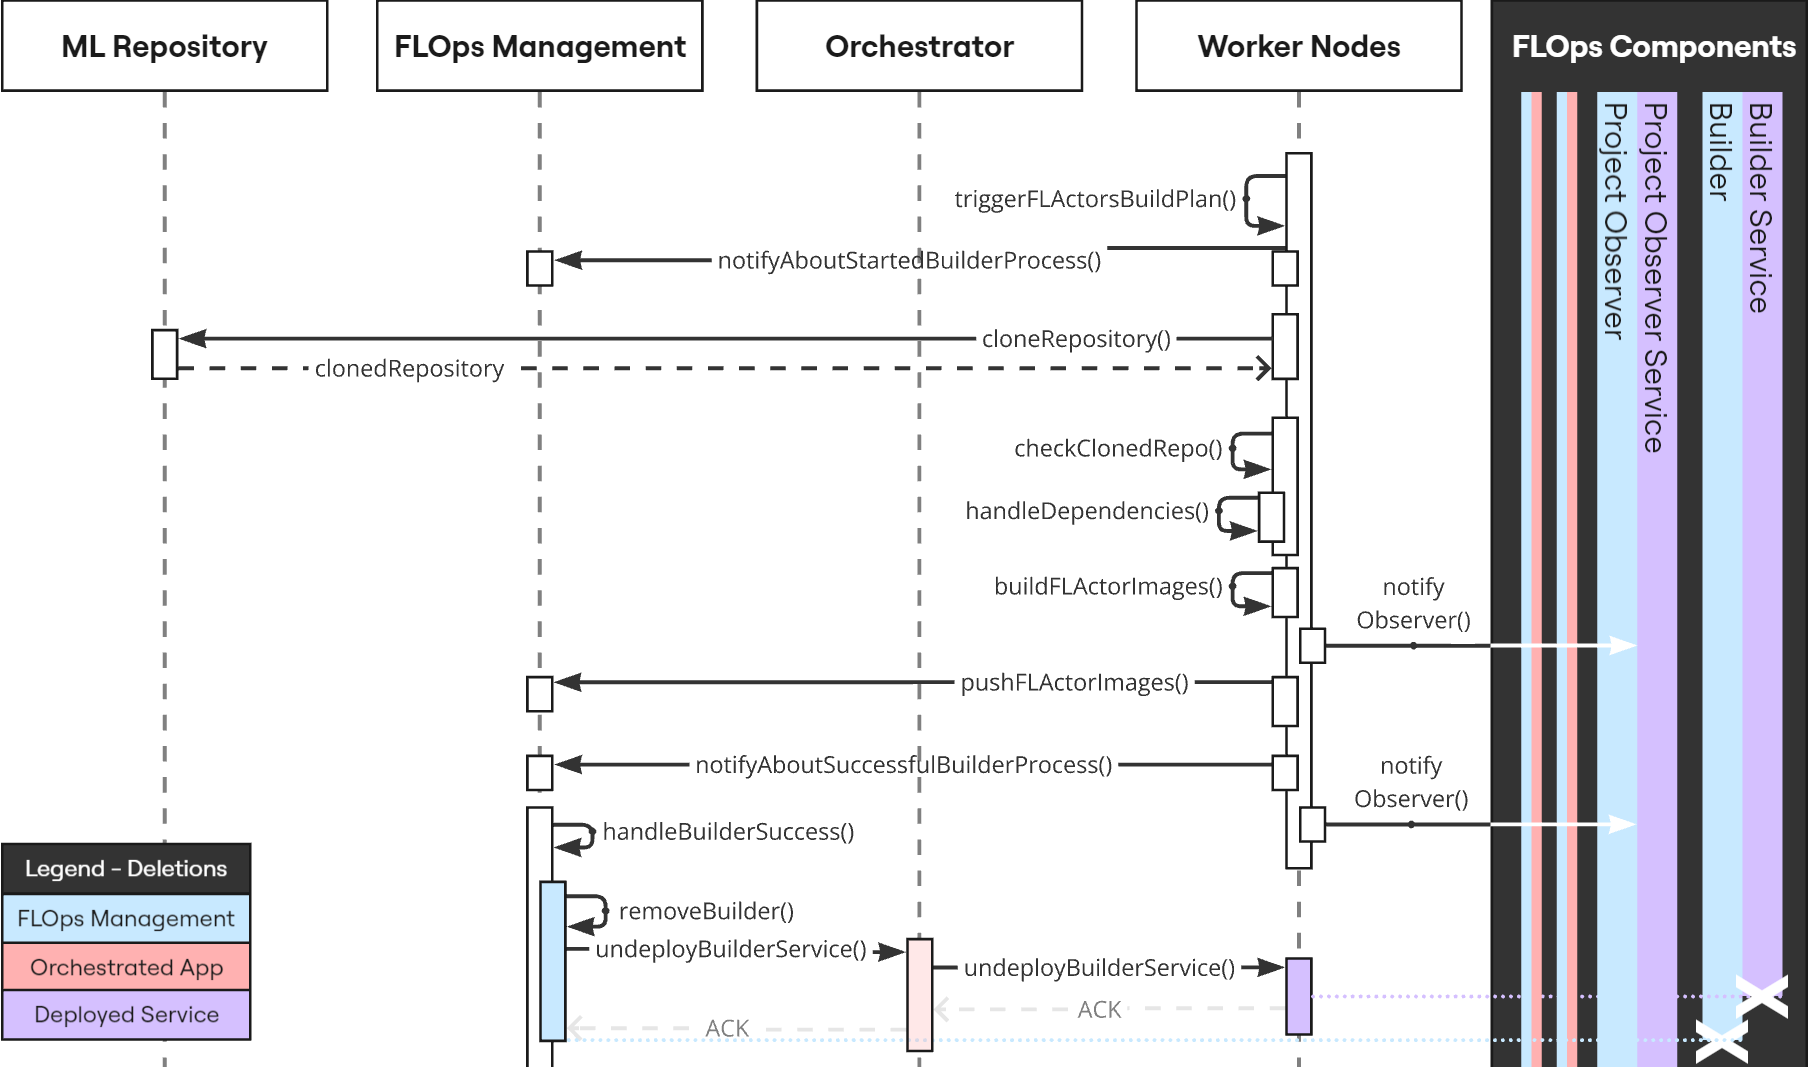 ML Repository
FLOps Management
Orchestrator
Worker Nodes
FLOps Components
Project Observer
Project Observer Service
Builder
Builder Service
triggerFLActorsBuildPlan()
notifyAboutStartedBuilderProcess()
cloneRepository()
clonedRepository
checkClonedRepo()
handleDependencies()
buildFLActorImages()
notify
Observer()
pushFLActorImages()
notifyAboutSuccessfulBuilderProcess()
notify
Observer()
handleBuilderSuccess()
removeBuilder()
undeployBuilderService()
undeployBuilderService()
ACK
ACK
Legend - Deletions
FLOps Management
Orchestrated App
Deployed Service